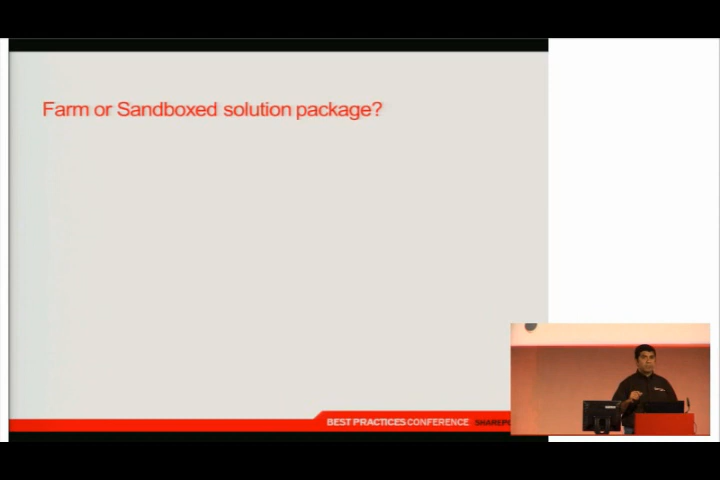 Farm or Sandboxed solution package?
BEST PRACTICES CONFERENCE